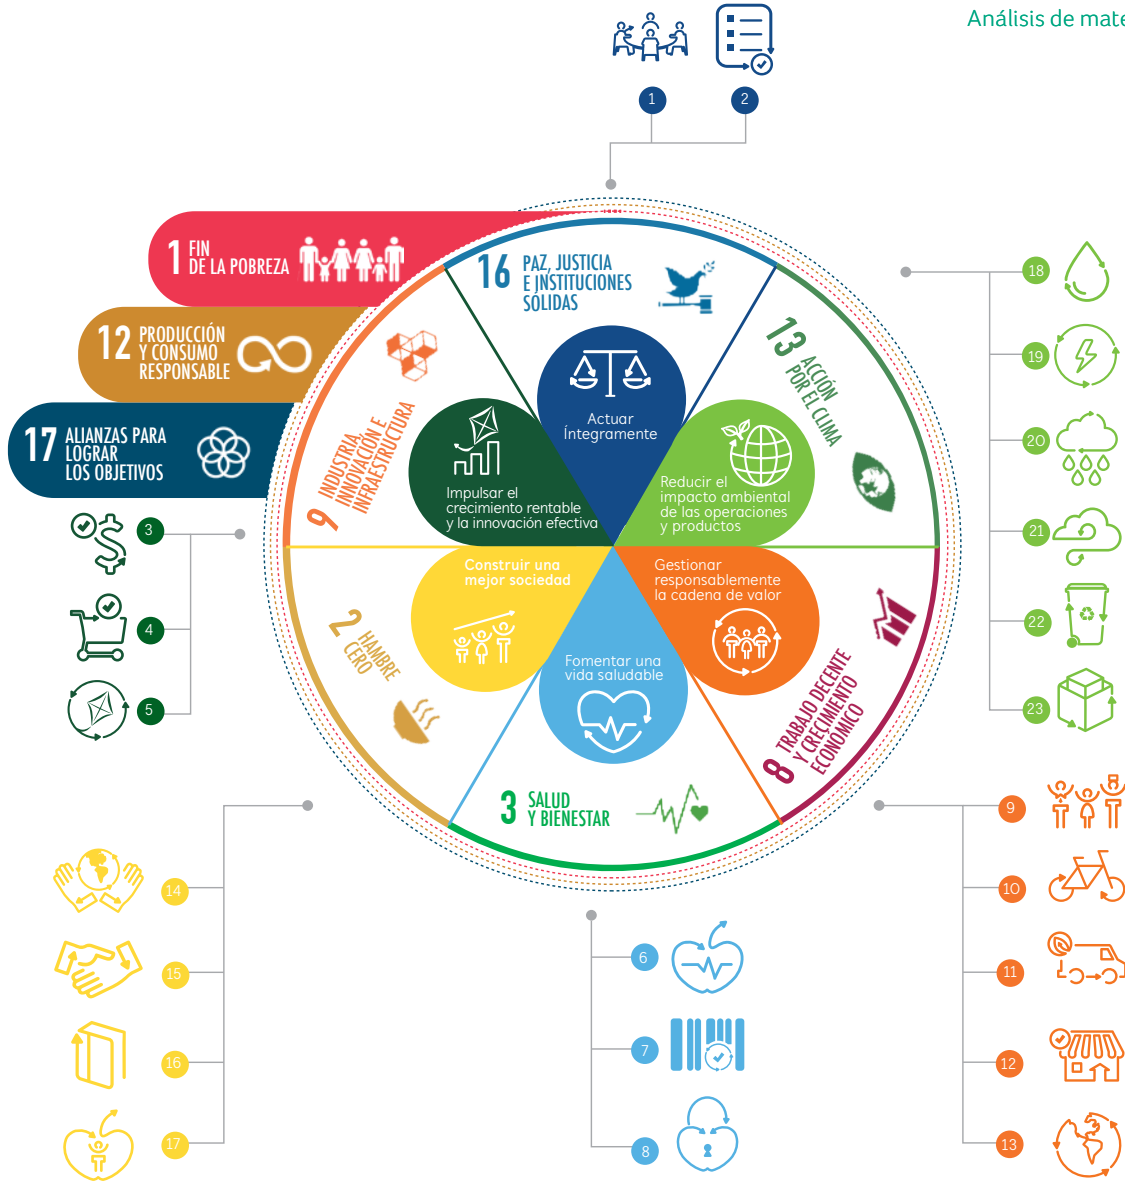 Análisis de mate
1
2
1 FIN
DE LA POBREZA
12 PRODUCCIÓN
Y CONSUMO
RESPONSABLE
17 ALIANZAS PARA
LOGRAR
LOS OBJETIVOS
16 PAZ, JUSTICIA
E INSTITUCIONES
SÓLIDAS
13 ACCIÓN
POR EL CLIMA
9 INDUSTRIA,
INNOVACIÓN E
INFRAESTRUCTURA
Actuar
Íntegramente
Impulsar el
crecimiento rentable
y la innovación efectiva
Reducir el
impacto ambiental
de las operaciones
y productos
Construir una
mejor sociedad
Gestionar
responsablemente
la cadena de valor
Fomentar una
vida saludable
2 HAMBRE
CERO
8 TRABAJO DECENTE
Y CRECIMIENTO
ECONÓMICO
3 SALUD
Y BIENESTAR
3
4
5
18
19
20
21
22
23
14
15
16
17
6
7
8
9
10
11
12
13